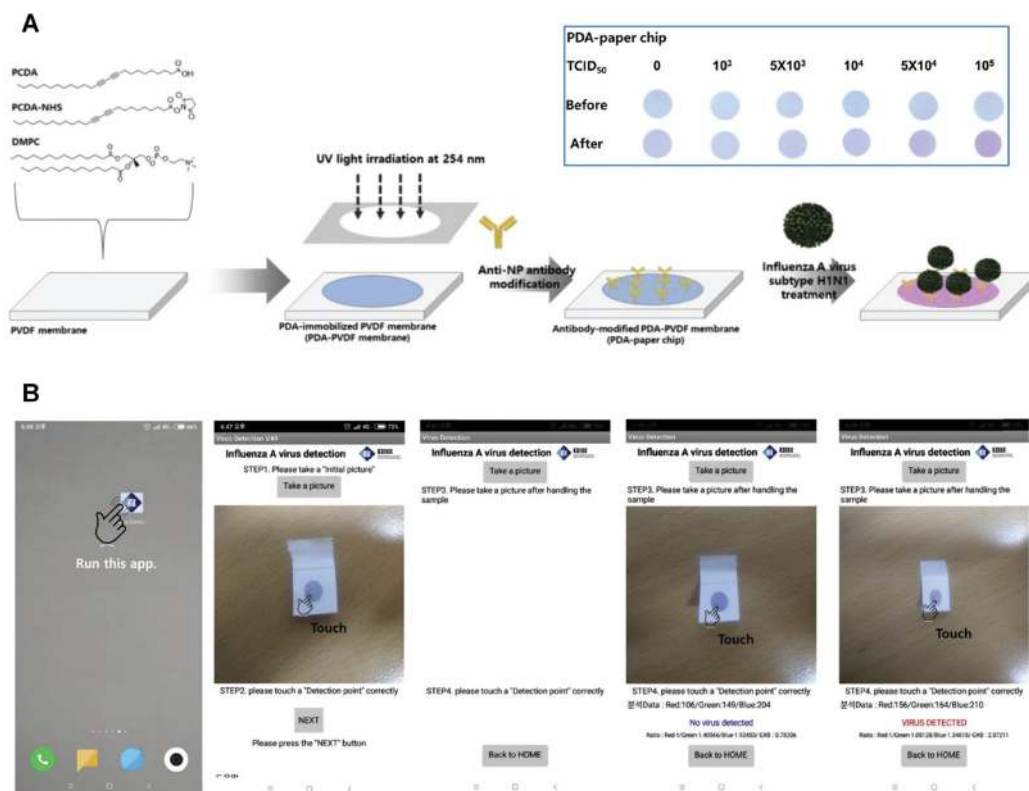 A
PDA-paper chip
TCID50 0 10³ 5X10³ 10⁴ 5X10⁴ 10⁵
Before
After
PCDA
OH
PCDA-NHS
DMPC
UV light irradiation at 254 nm
Anti-NP antibody
modification
Influenza A virus
subtype H1N1
treatment
PVDF membrane
PDA-immobilized PVDF membrane
(PDA-PVDF membrane)
Antibody-modified PDA-PVDF membrane
(PDA-paper chip)
B
Run this app.
Virus Detection
Influenza A virus detection
STEP1. Please take a "Initial picture"
Take a picture
Touch
STEP2. please touch a "Detection point" correctly
NEXT
Please press the "NEXT" button
Virus Detection
Influenza A virus detection
Take a picture
STEP3. Please take a picture after handling the
sample
STEP4. please touch a "Detection point" correctly
Back to HOME
Virus Detection
Influenza A virus detection
Take a picture
STEP3. Please take a picture after handling the
sample
Touch
STEP4. please touch a "Detection point" correctly
분석Data : Red:106/Green:149/Blue:204
No virus detected
Back to HOME
Virus Detection
Influenza A virus detection
Take a picture
STEP3. Please take a picture after handling the
sample
Touch
STEP4. please touch a "Detection point" correctly
분석Data : Red:156/Green:164/Blue:210
VIRUS DETECTED
Back to HOME